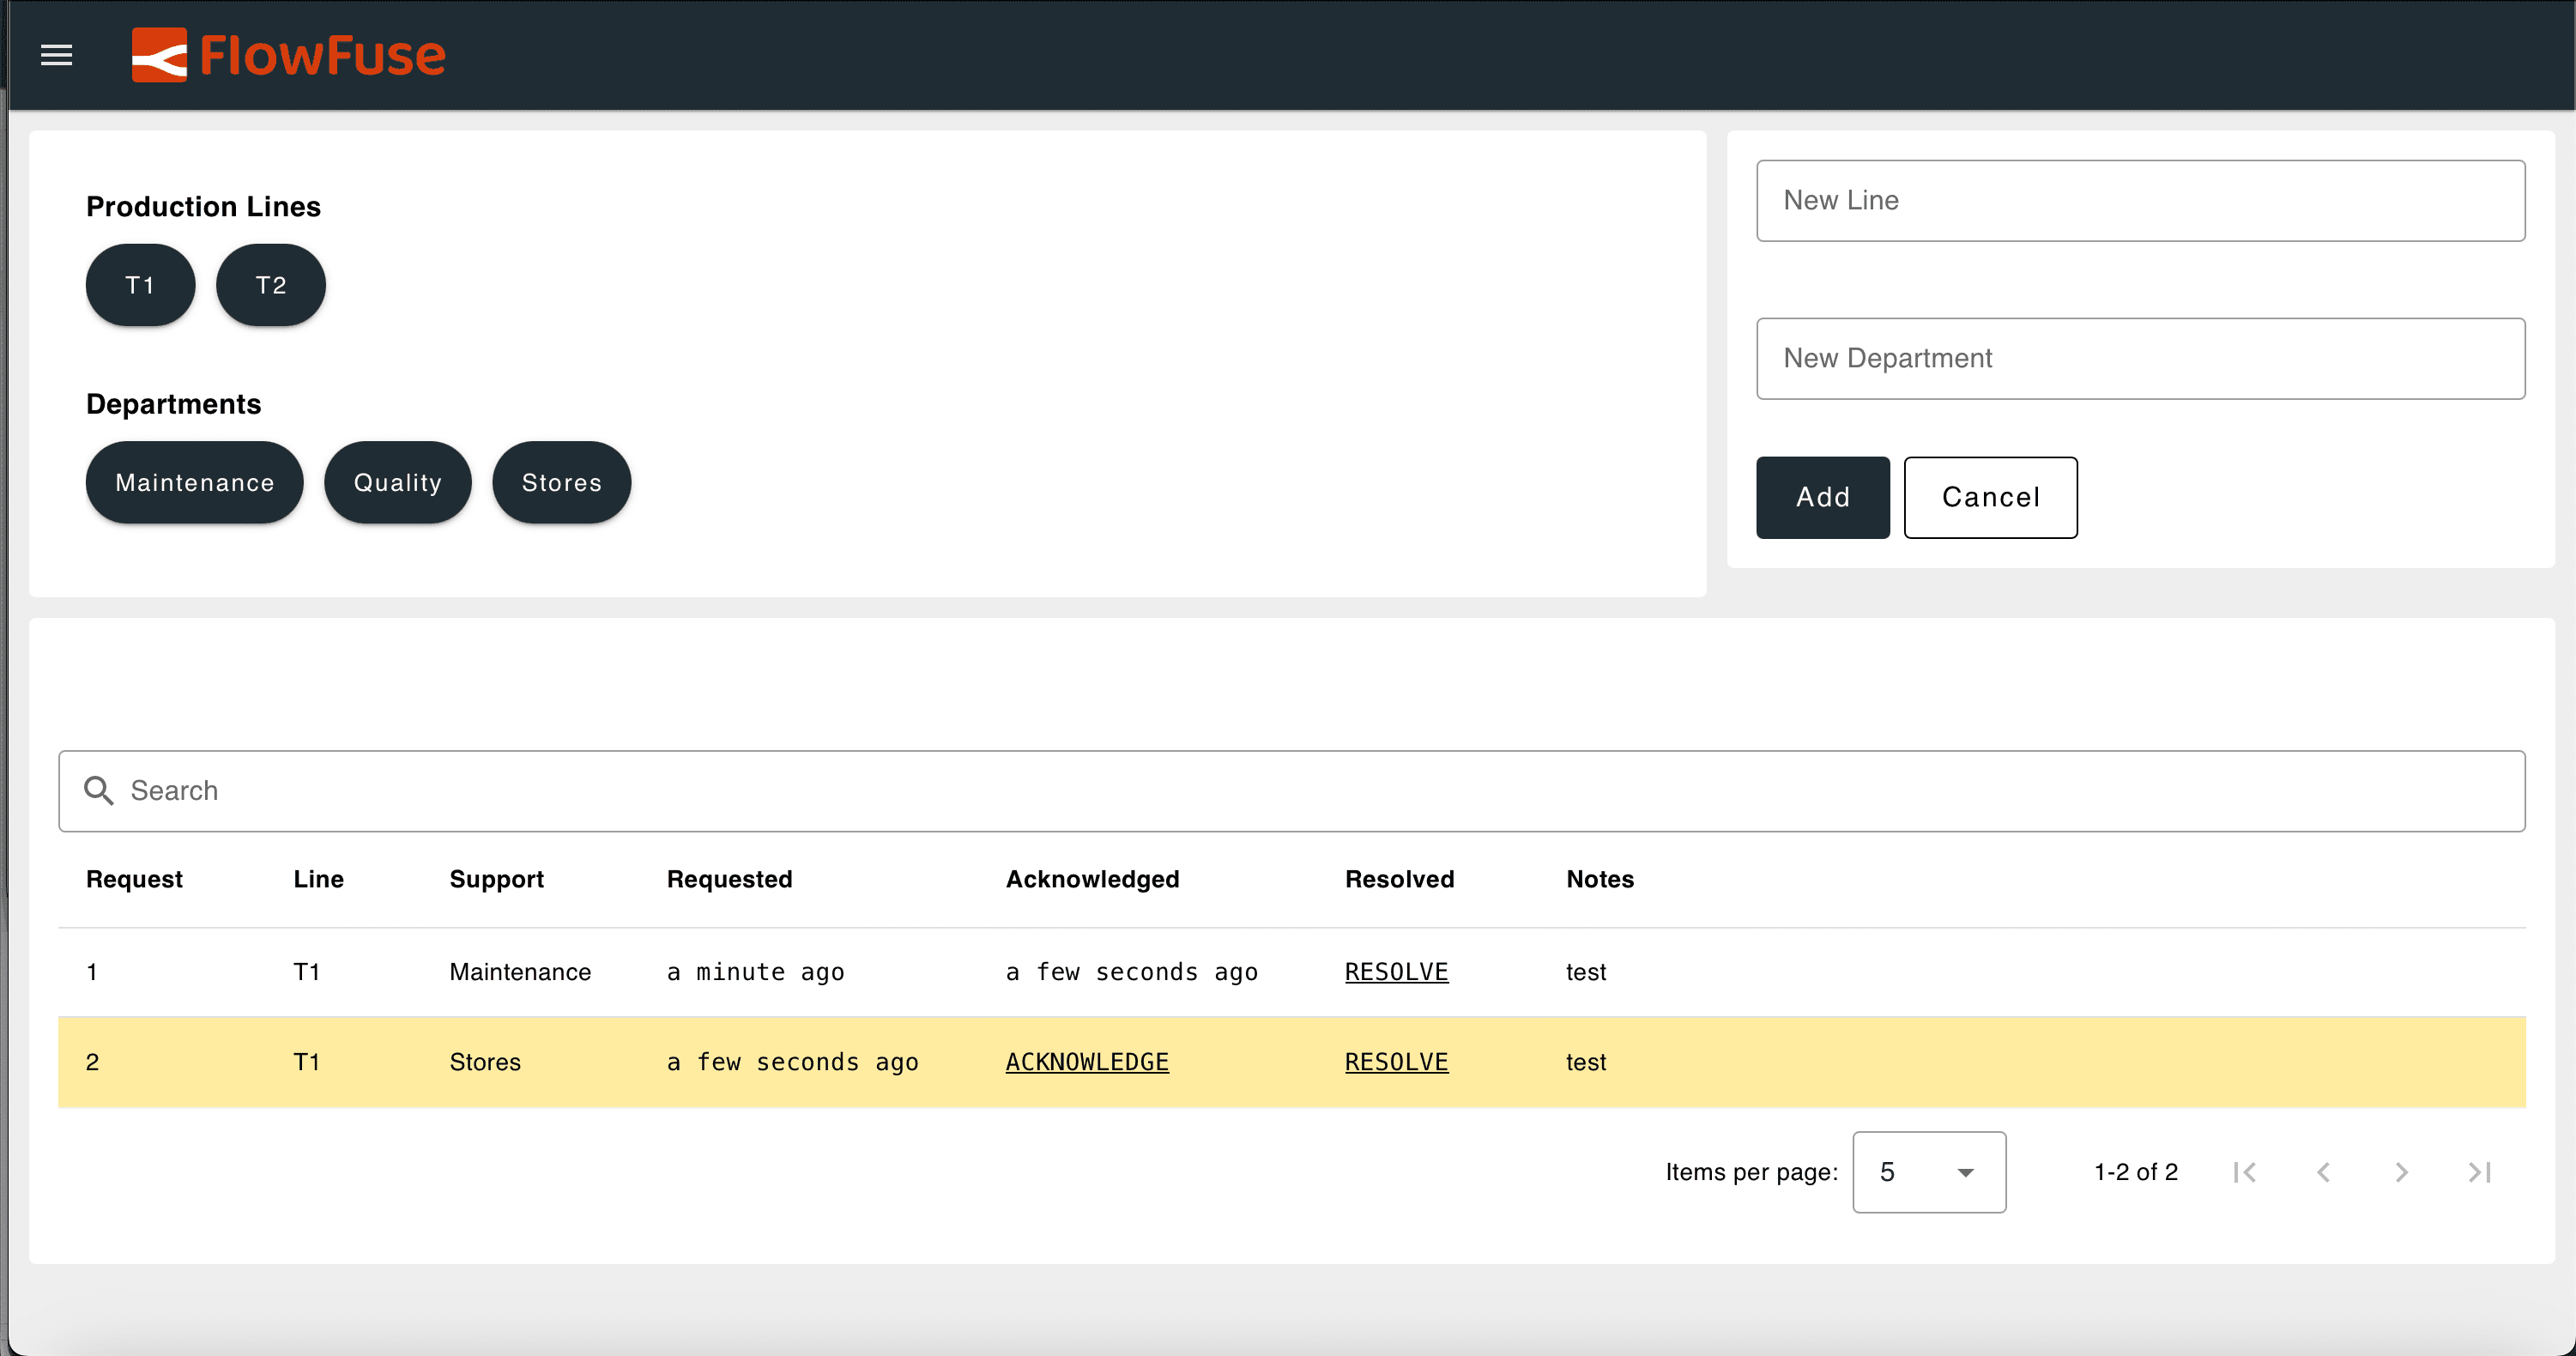 FlowFuse
Production Lines
T1 T2
Departments
Maintenance Quality Stores
New Line
New Department
Add Cancel
Search
Request Line Support Requested Acknowledged Resolved Notes
1 T1 Maintenance a minute ago a few seconds ago RESOLVE test
2 T1 Stores a few seconds ago ACKNOWLEDGE RESOLVE test
Items per page: 5 1-2 of 2